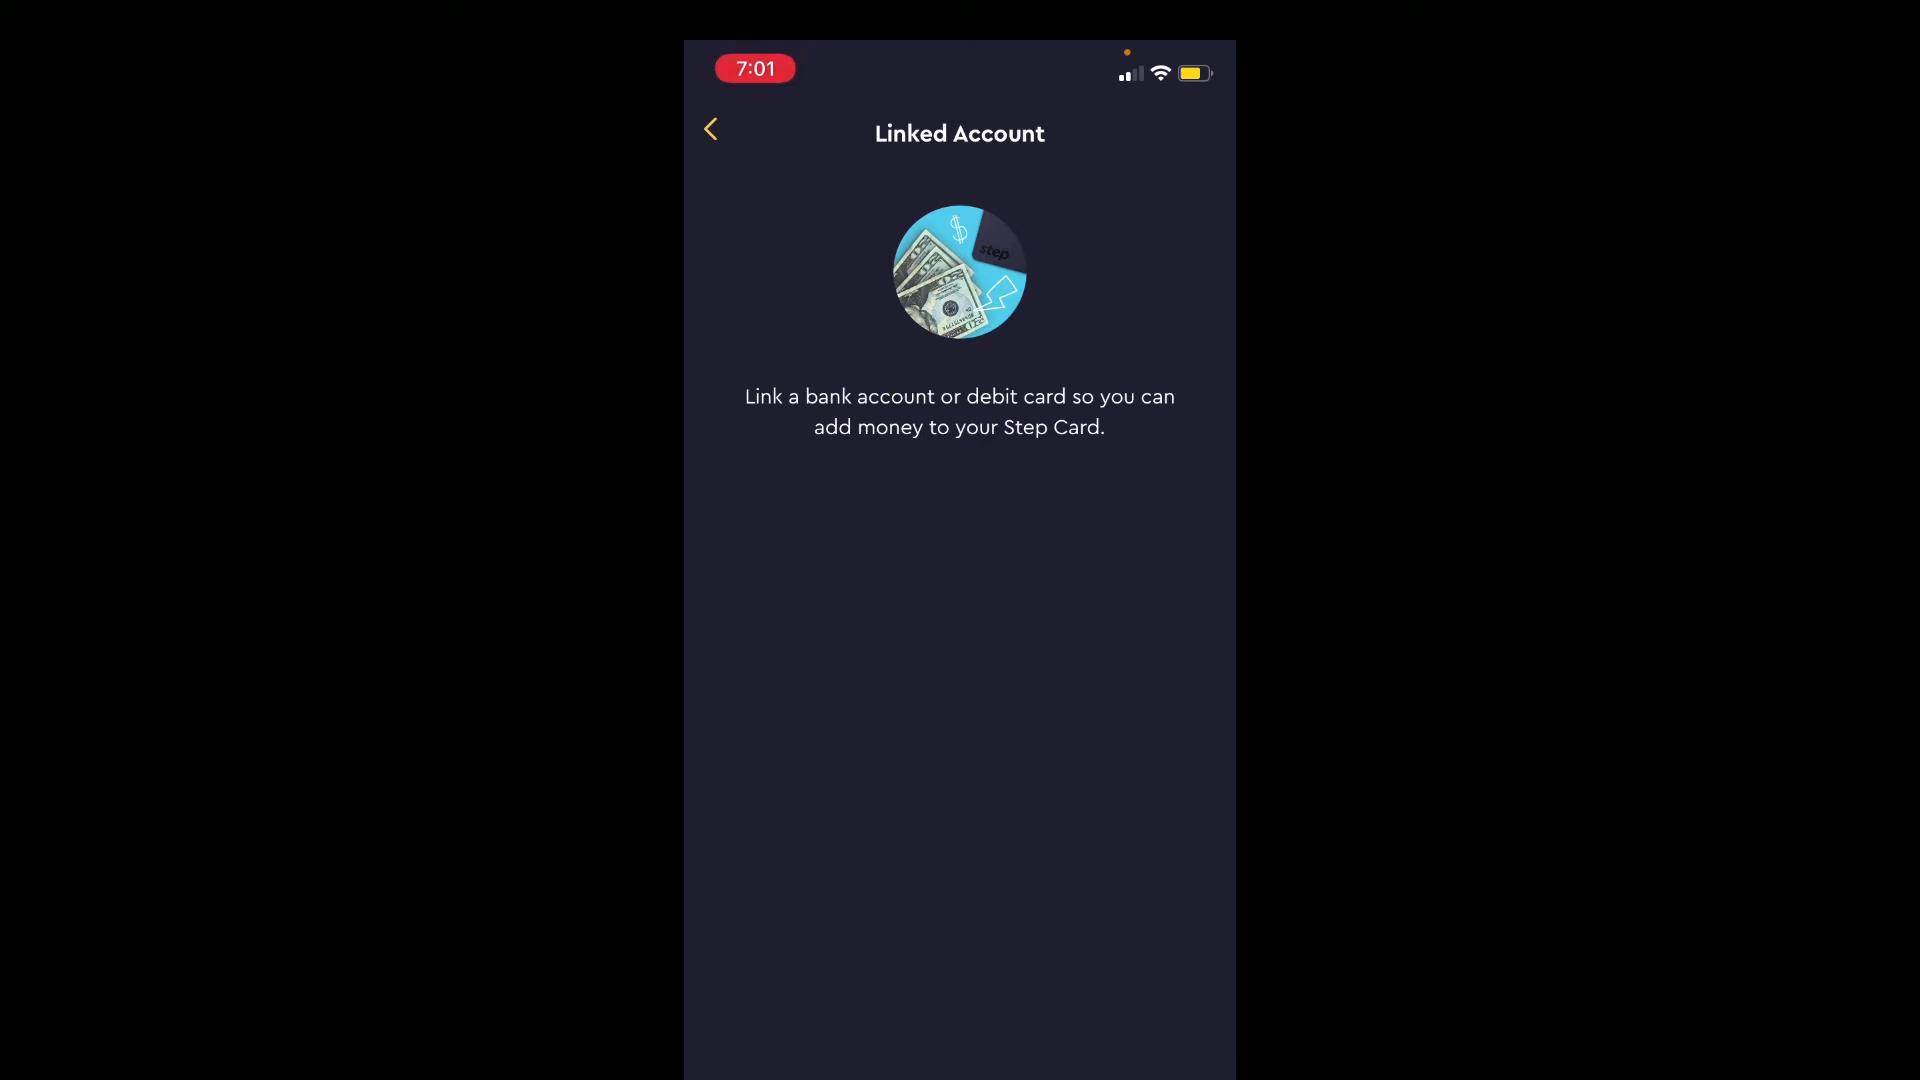 7:01
Linked Account
$
step
Link a bank account or debit card so you can
add money to your Step Card.